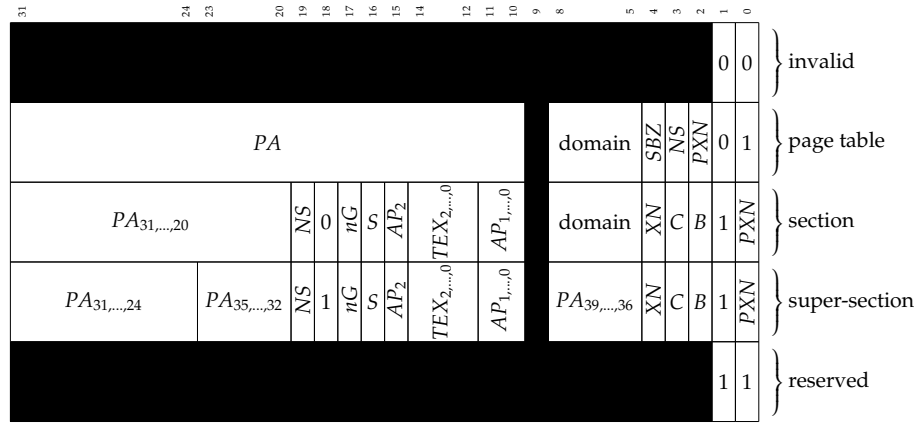 31 24 23 20 19 18 17 16 15 14 12 11 10 9 8 5 4 3 2 1 0
0 0 invalid
PA domain SBZ NS PXN 0 1 page table
PA31,...,20 NS 0 nG S AP2 TEX2,...,0 AP1,...,0 domain XN C B 1 PXN section
PA31,...,24 PA35,...,32 NS 1 nG S AP2 TEX2,...,0 AP1,...,0 PA39,...,36 XN C B 1 PXN super-section
1 1 reserved